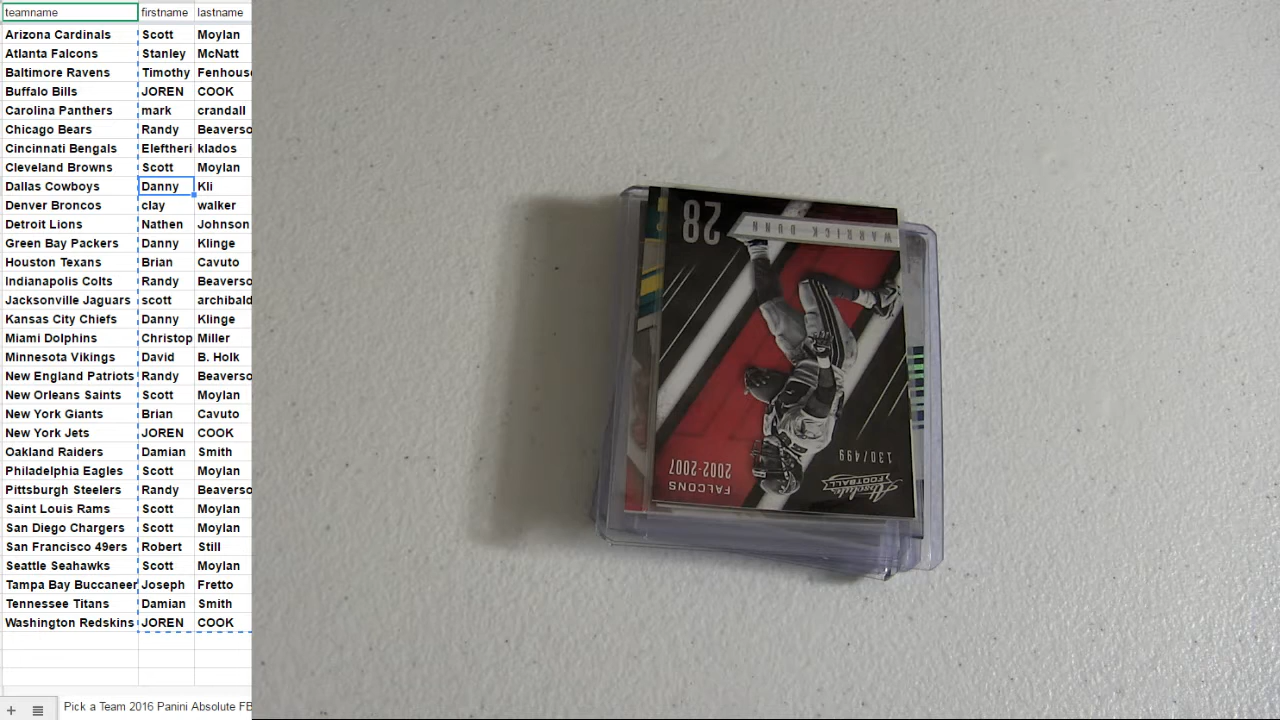 teamname firstname lastname
Arizona Cardinals Scott Moylan
Atlanta Falcons Stanley McNatt
Baltimore Ravens Timothy Fenhouse
Buffalo Bills JOREN COOK
Carolina Panthers mark crandall
Chicago Bears Randy Beaverso
Cincinnati Bengals Eleftheri klados
Cleveland Browns Scott Moylan
Dallas Cowboys Danny Kli
Denver Broncos clay walker
Detroit Lions Nathen Johnson
Green Bay Packers Danny Klinge
Houston Texans Brian Cavuto
Indianapolis Colts Randy Beaverso
Jacksonville Jaguars scott archibald
Kansas City Chiefs Danny Klinge
Miami Dolphins Christop Miller
Minnesota Vikings David B. Holk
New England Patriots Randy Beaverso
New Orleans Saints Scott Moylan
New York Giants Brian Cavuto
New York Jets JOREN COOK
Oakland Raiders Damian Smith
Philadelphia Eagles Scott Moylan
Pittsburgh Steelers Randy Beaverso
Saint Louis Rams Scott Moylan
San Diego Chargers Scott Moylan
San Francisco 49ers Robert Still
Seattle Seahawks Scott Moylan
Tampa Bay Buccaneer Joseph Fretto
Tennessee Titans Damian Smith
Washington Redskins JOREN COOK
Pick a Team 2016 Panini Absolute FB
Absolute
FOOTBALL
130/499
FALCONS
2002-2007
WARRICK DUNN
28